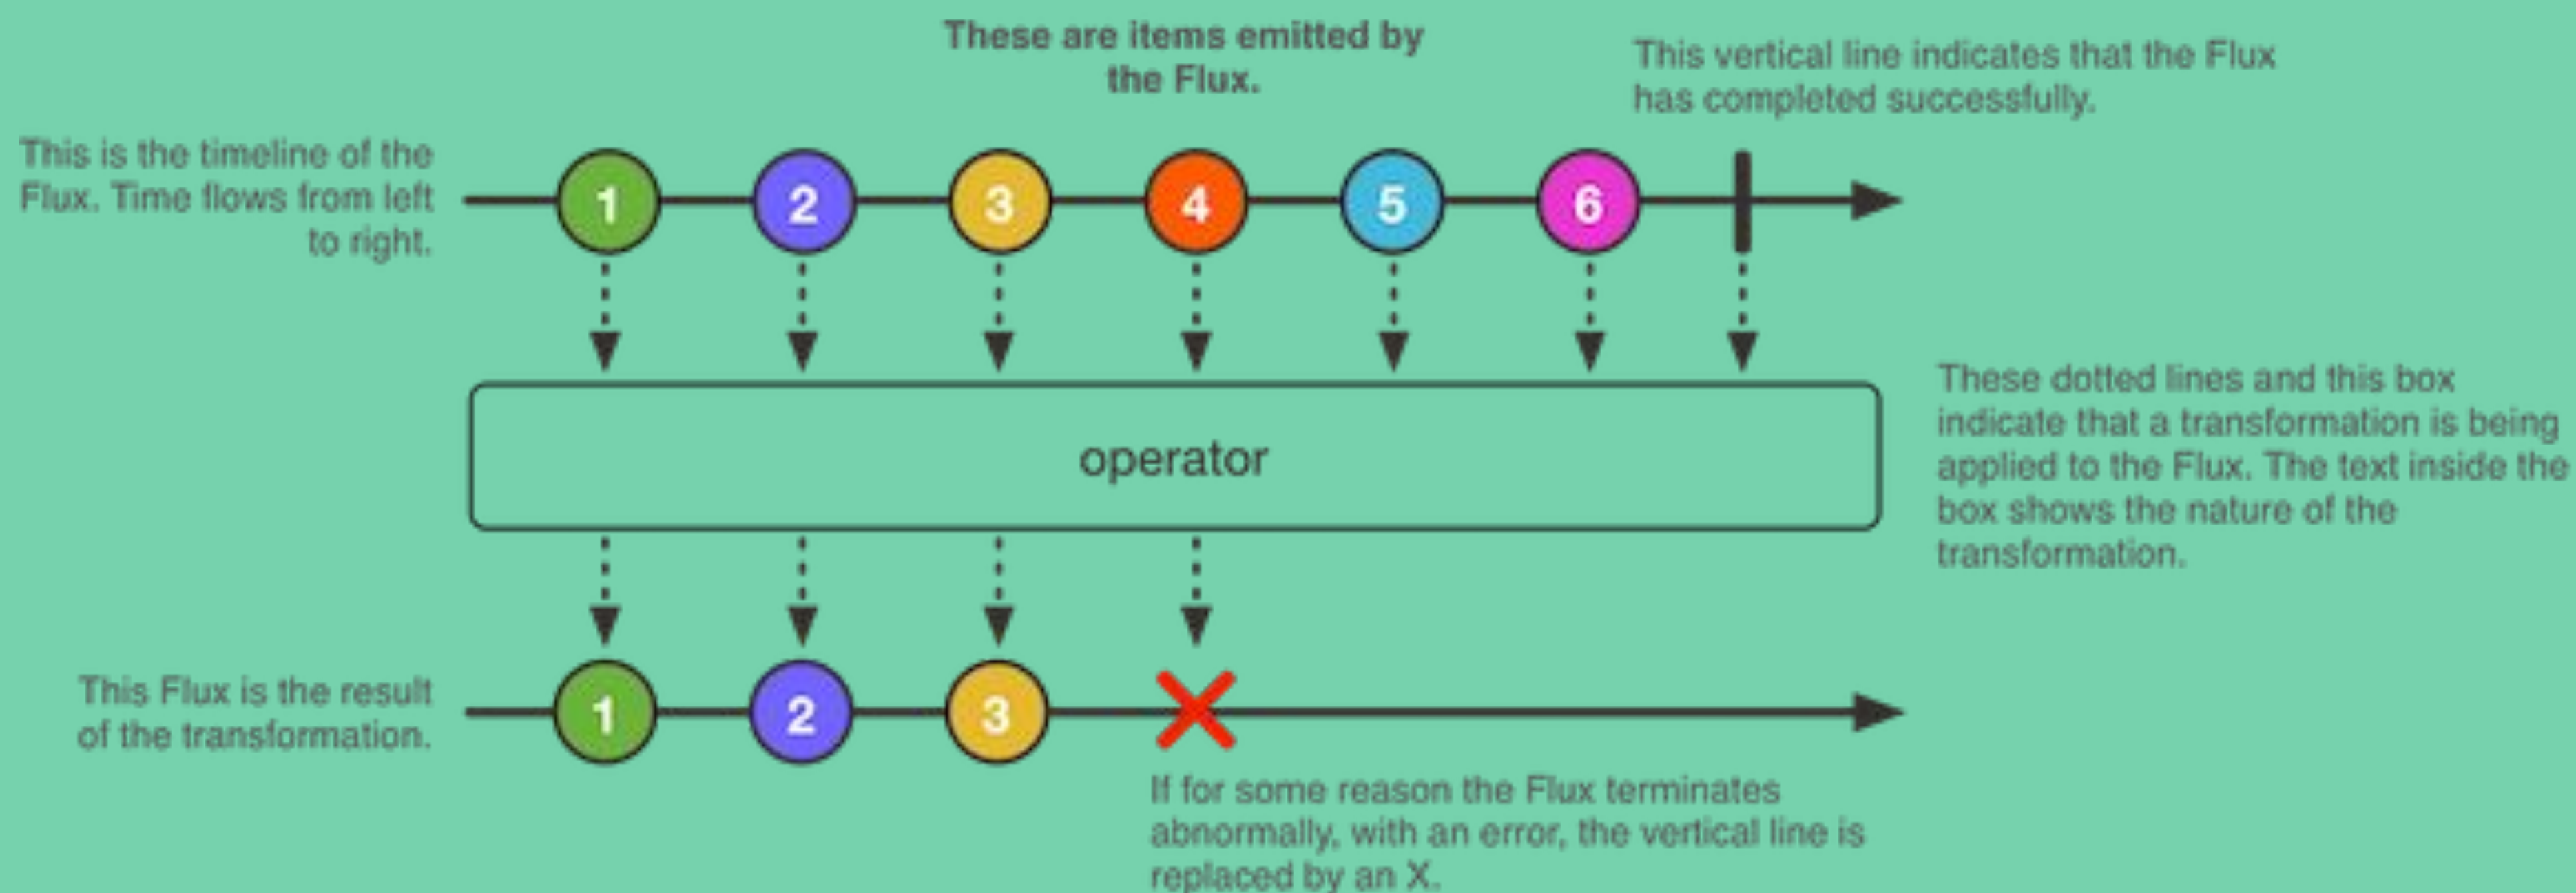 These are items emitted by
the Flux.
This vertical line indicates that the Flux
has completed successfully.
This is the timeline of the
Flux. Time flows from left
to right.
1 2 3 4 5 6
These dotted lines and this box
indicate that a transformation is being
applied to the Flux. The text inside the
box shows the nature of the
transformation.
operator
This Flux is the result
of the transformation.
1 2 3
If for some reason the Flux terminates
abnormally, with an error, the vertical line is
replaced by an X.